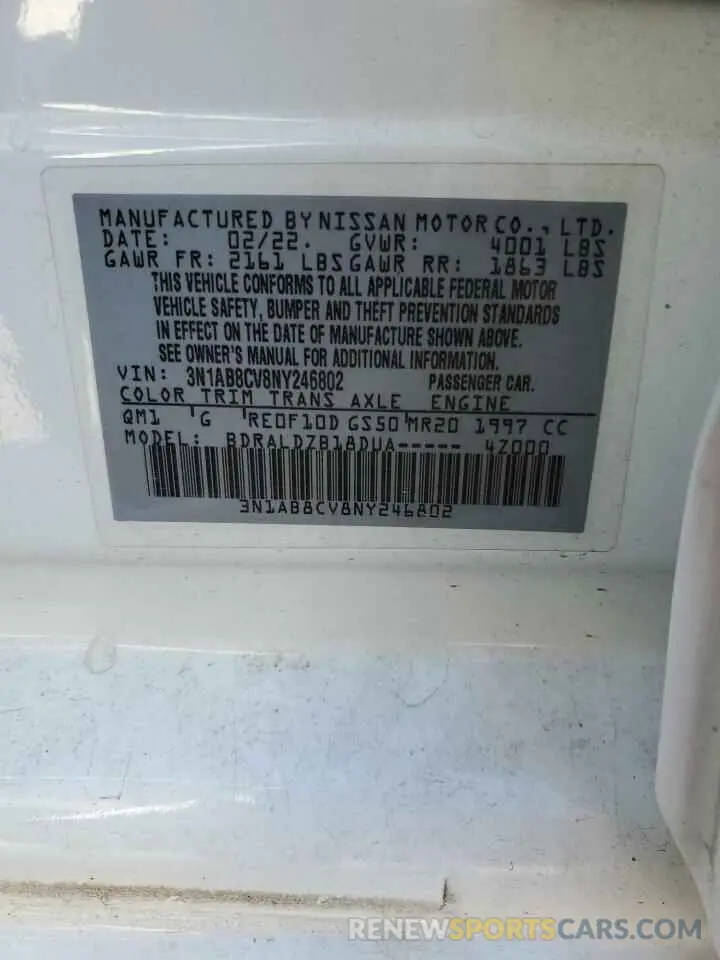 MANUFACTURED BY NISSAN MOTOR CO., LTD.
DATE: 02/22. GVWR: 4001 LBS
GAWR FR: 2161 LBS GAWR RR: 1863 LBS
THIS VEHICLE CONFORMS TO ALL APPLICABLE FEDERAL MOTOR
VEHICLE SAFETY, BUMPER AND THEFT PREVENTION STANDARDS
IN EFFECT ON THE DATE OF MANUFACTURE SHOWN ABOVE.
SEE OWNER'S MANUAL FOR ADDITIONAL INFORMATION.
VIN: 3N1AB8CV8NY246802 PASSENGER CAR.
COLOR TRIM TRANS AXLE ENGINE
QM1 G RE0F10D GS50 MR20 1997 CC
MODEL: BDRALDZB18DUA----- 4Z000
3N1AB8CV8NY246802
RENEWSPORTSCARS.COM